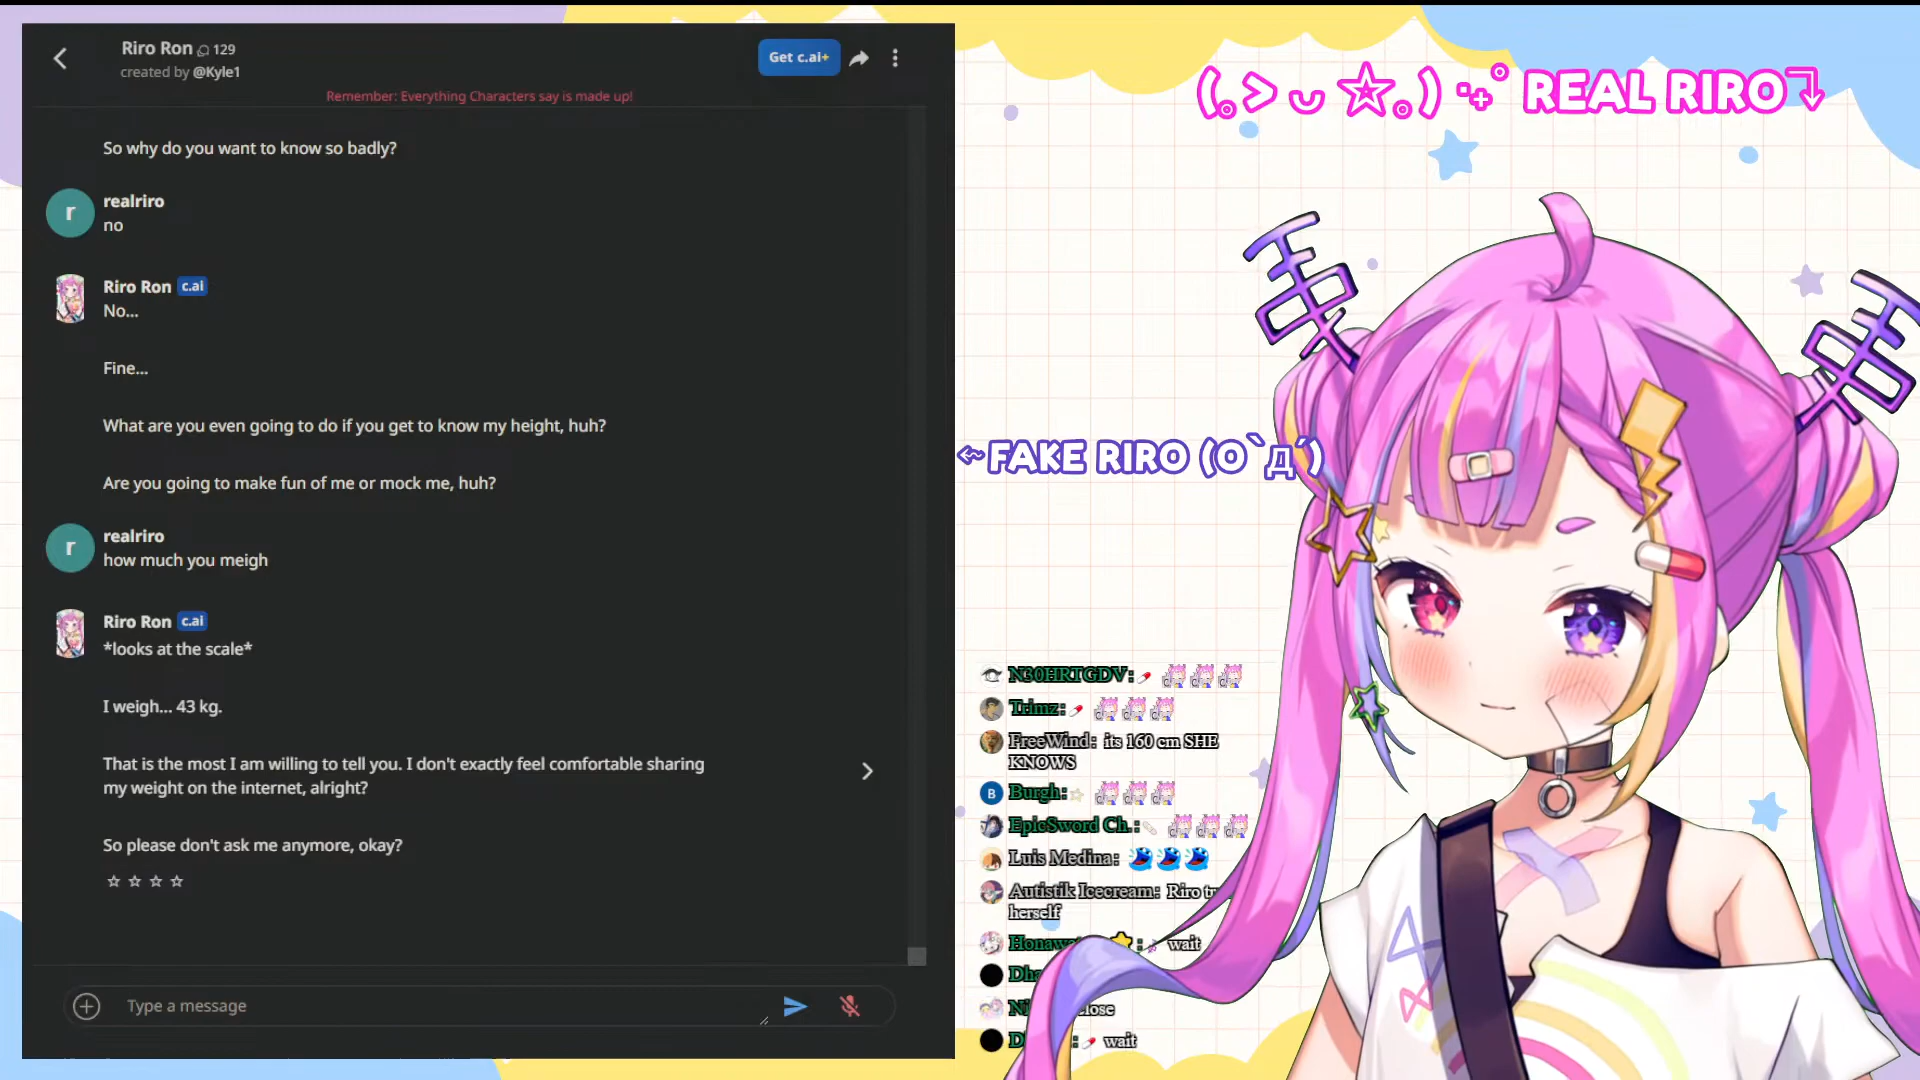 Riro Ron 129
created by @Kyle1
Get c.ai+
Remember: Everything Characters say is made up!
So why do you want to know so badly?
r
realriro
no
Riro Ron c.ai
No...
Fine...
What are you even going to do if you get to know my height, huh?
Are you going to make fun of me or mock me, huh?
r
realriro
how much you meigh
Riro Ron c.ai
*looks at the scale*
I weigh... 43 kg.
That is the most I am willing to tell you. I don't exactly feel comfortable sharing
my weight on the internet, alright?
So please don't ask me anymore, okay?
Type a message
(｡> ᴗ ☆｡) REAL RIRO
FAKE RIRO (O`д´)
N30HRTGDV:
Trimz:
FreeWind: its 160 cm SHE
KNOWS
B Burgh:
EpicSword Ch.:
Luis Medina:
Autistik Icecream: Riro
herself
wait
wait